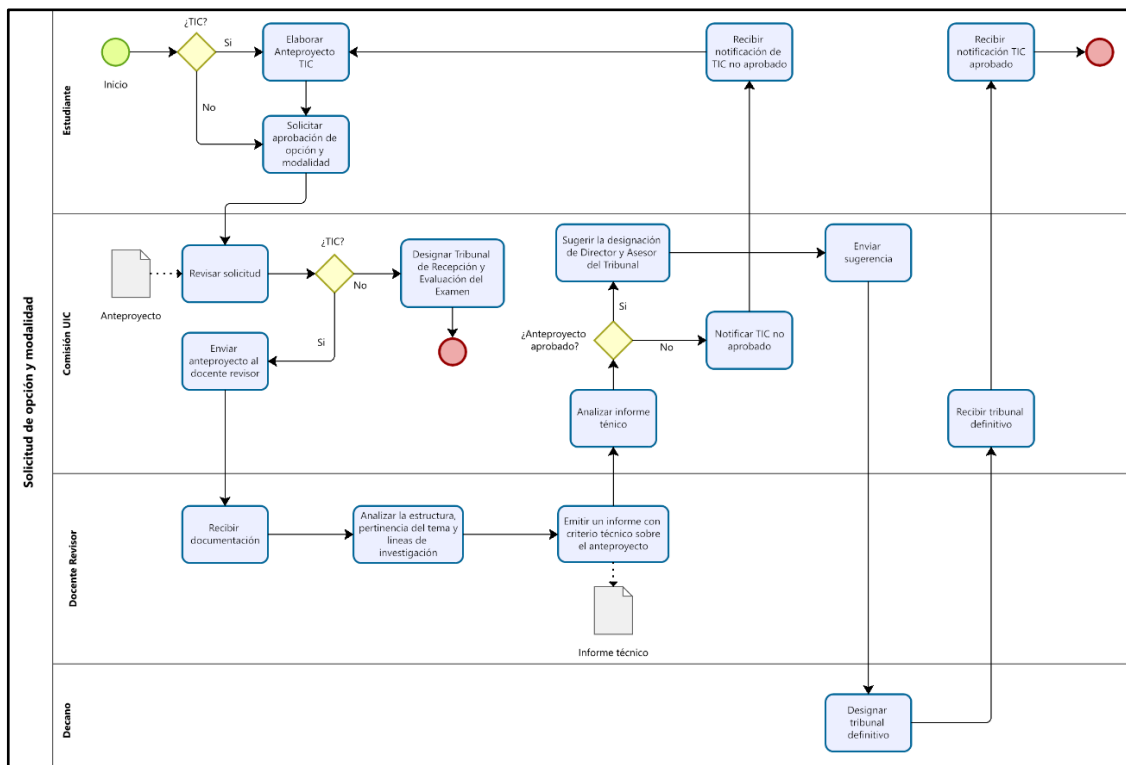 Solicitud de opción y modalidad
Estudiante
Inicio
¿TIC?
Si
No
Elaborar
Anteproyecto
TIC
Solicitar
aprobación de
opción y
modalidad
Recibir
notificación de
TIC no aprobado
Recibir
notificación TIC
aprobado
Comisión UIC
Anteproyecto
Revisar solicitud
¿TIC?
No
Si
Designar Tribunal
de Recepción y
Evaluación del
Examen
Enviar
anteproyecto al
docente revisor
Sugerir la designación
de Director y Asesor
del Tribunal
Enviar
sugerencia
Si
¿Anteproyecto
aprobado?
No
Notificar TIC no
aprobado
Analizar informe
ténico
Recibir tribunal
definitivo
Docente Revisor
Recibir
documentación
Analizar la estructura,
pertinencia del tema y
lineas de
investigación
Emitir un informe con
criterio técnico sobre
el anteproyecto
Informe técnico
Decano
Designar
tribunal
definitivo